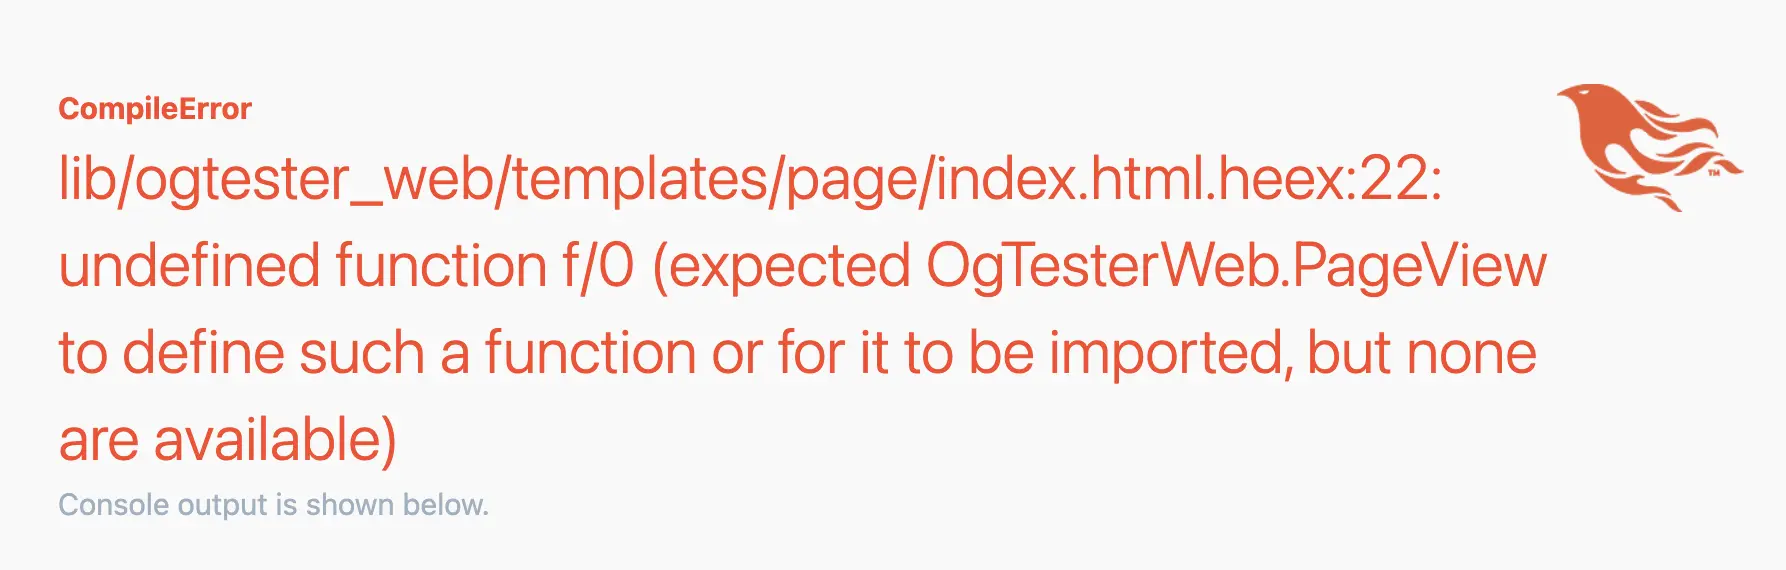 CompileError
lib/ogtester_web/templates/page/index.html.heex:22:
undefined function f/0 (expected OgTesterWeb.PageView
to define such a function or for it to be imported, but none
are available)
Console output is shown below.
TM